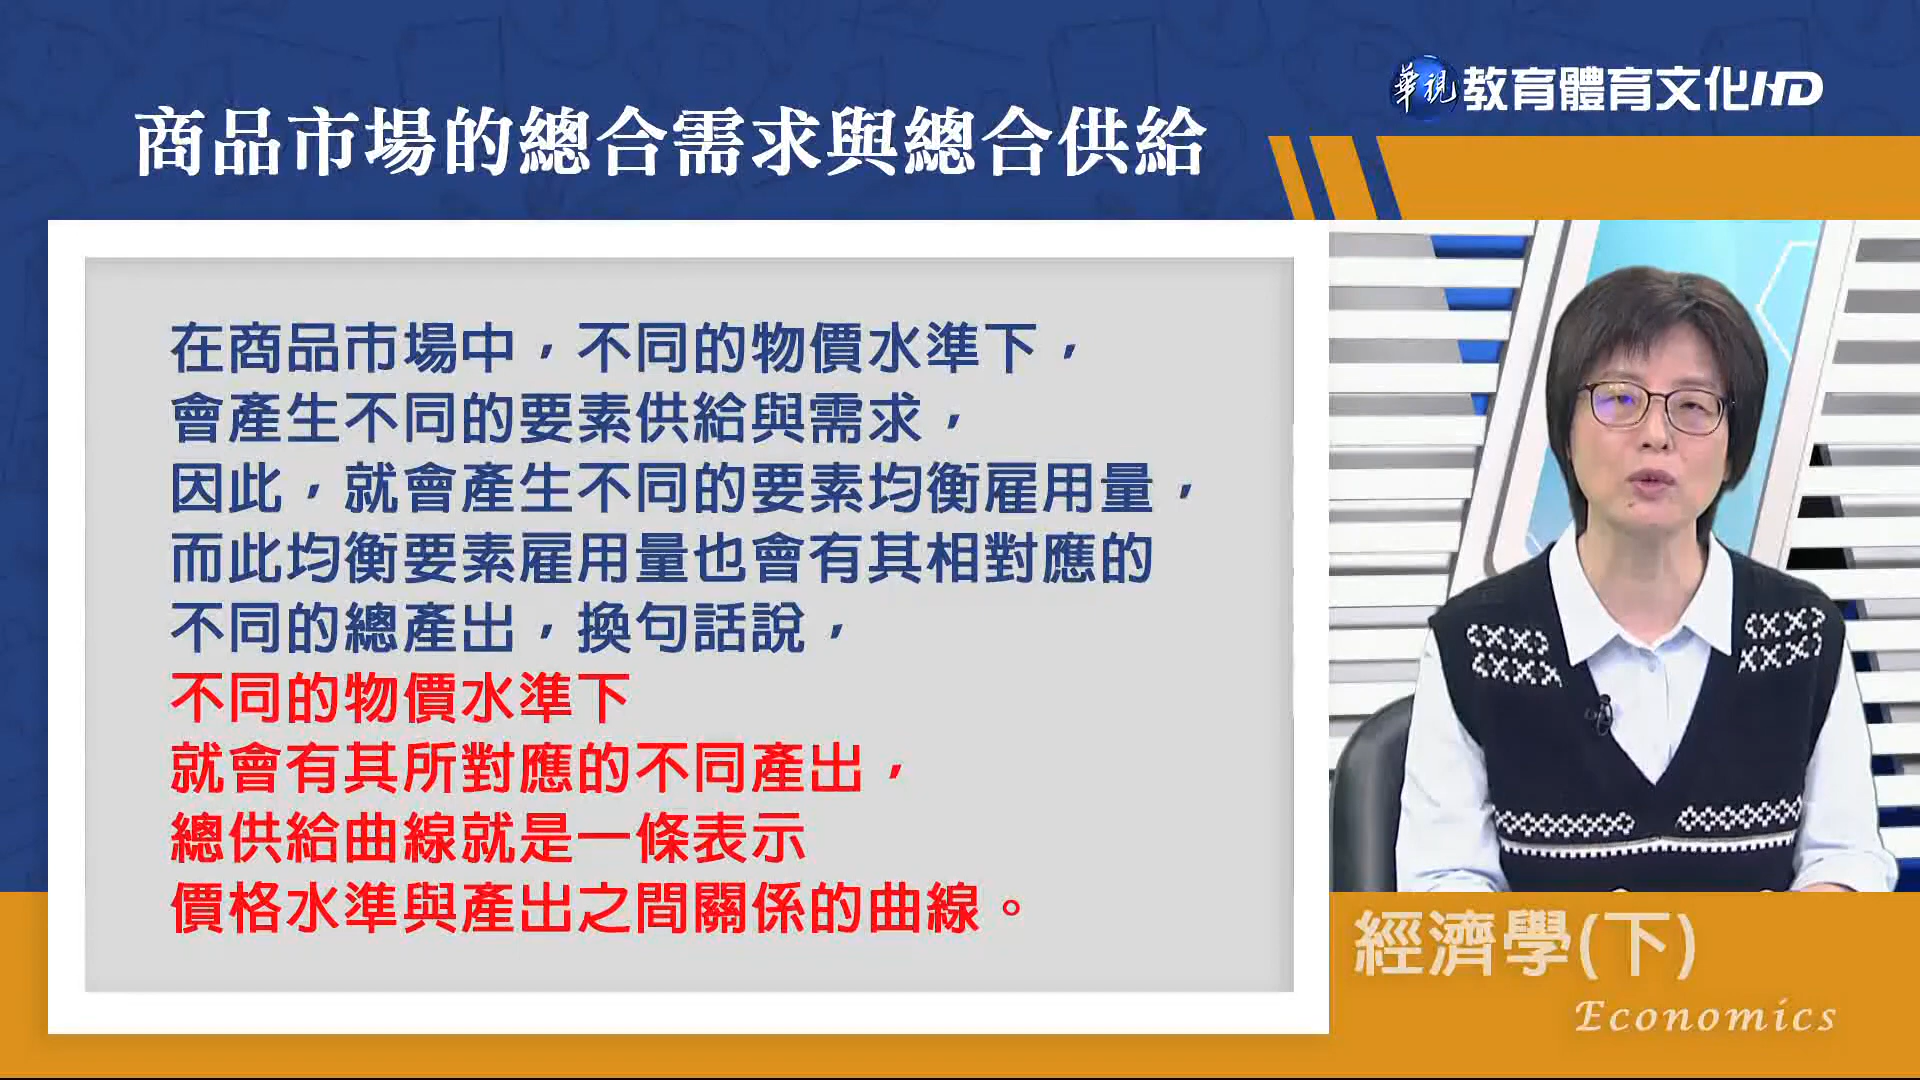 華視 教育體育文化HD
商品市場的總合需求與總合供給
在商品市場中，不同的物價水準下，
會產生不同的要素供給與需求，
因此，就會產生不同的要素均衡雇用量，
而此均衡要素雇用量也會有其相對應的
不同的總產出，換句話說，
不同的物價水準下
就會有其所對應的不同產出，
總供給曲線就是一條表示
價格水準與產出之間關係的曲線。
經濟學(下)
Economics